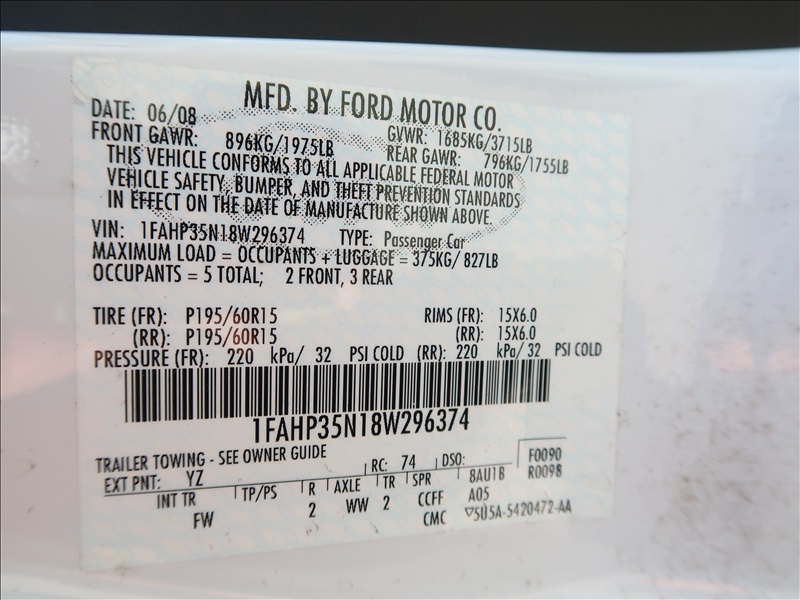 MFD. BY FORD MOTOR CO.
DATE: 06/08 GVWR: 1685KG/3715LB
FRONT GAWR: 896KG/1975LB REAR GAWR: 796KG/1755LB
THIS VEHICLE CONFORMS TO ALL APPLICABLE FEDERAL MOTOR
VEHICLE SAFETY, BUMPER, AND THEFT PREVENTION STANDARDS
IN EFFECT ON THE DATE OF MANUFACTURE SHOWN ABOVE.
VIN: 1FAHP35N18W296374 TYPE: Passenger Car
MAXIMUM LOAD = OCCUPANTS + LUGGAGE = 375KG/ 827LB
OCCUPANTS = 5 TOTAL; 2 FRONT, 3 REAR
TIRE (FR): P195/60R15 RIMS (FR): 15X6.0
(RR): P195/60R15 (RR): 15X6.0
PRESSURE (FR): 220 kPa/ 32 PSI COLD (RR): 220 kPa/ 32 PSI COLD
1FAHP35N18W296374
TRAILER TOWING - SEE OWNER GUIDE
EXT PNT: YZ RC: 74 DSO: F0090
R0098
INT TR TP/PS R AXLE TR SPR 8AU1B
FW 2 WW 2 CCFF A05
CMC ▽5U5A-5420472-AA